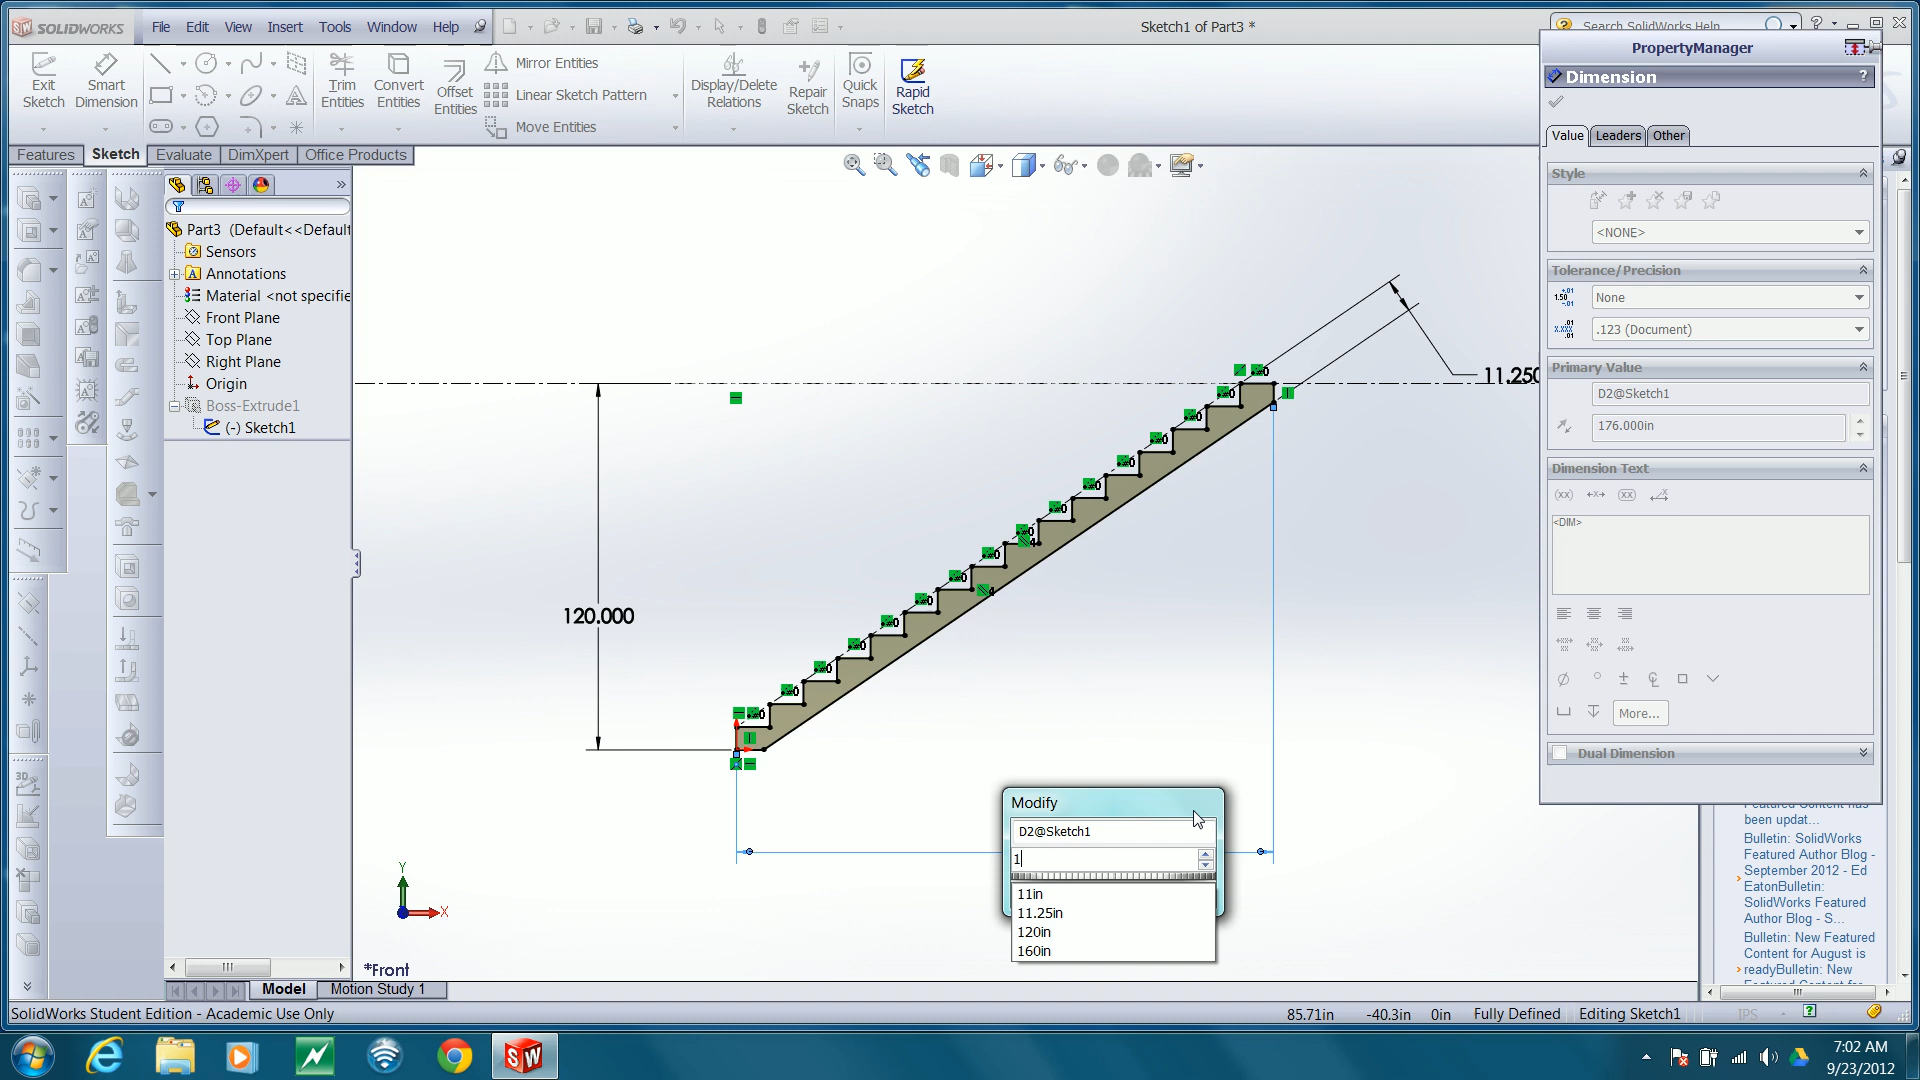 SOLIDWORKS
File Edit View Insert Tools Window Help
Sketch1 of Part3 *
Search SolidWorks Help
Exit Sketch
Smart Dimension
Trim Entities
Convert Entities
Offset Entities
Mirror Entities
Linear Sketch Pattern
Move Entities
Display/Delete Relations
Repair Sketch
Quick Snaps
Rapid Sketch
Features Sketch Evaluate DimXpert Office Products
Part3 (Default<<Default
Sensors
Annotations
Material <not specifie
Front Plane
Top Plane
Right Plane
Origin
Boss-Extrude1
(-) Sketch1
11.250
120.000
Modify
D2@Sketch1
1
11in
11.25in
120in
160in
Y
X
*Front
PropertyManager
Dimension ?
Value Leaders Other
Style
<NONE>
Tolerance/Precision
None
.123 (Document)
Primary Value
D2@Sketch1
176.000in
Dimension Text
<DIM>
More...
Dual Dimension
Featured Content has
been updat...
Bulletin: SolidWorks
Featured Author Blog -
September 2012 - Ed
EatonBulletin:
SolidWorks Featured
Author Blog - S...
Bulletin: New Featured
Content for August is
readyBulletin: New
Model Motion Study 1
SolidWorks Student Edition - Academic Use Only
85.71in -40.3in 0in Fully Defined Editing Sketch1 IPS
7:02 AM
9/23/2012